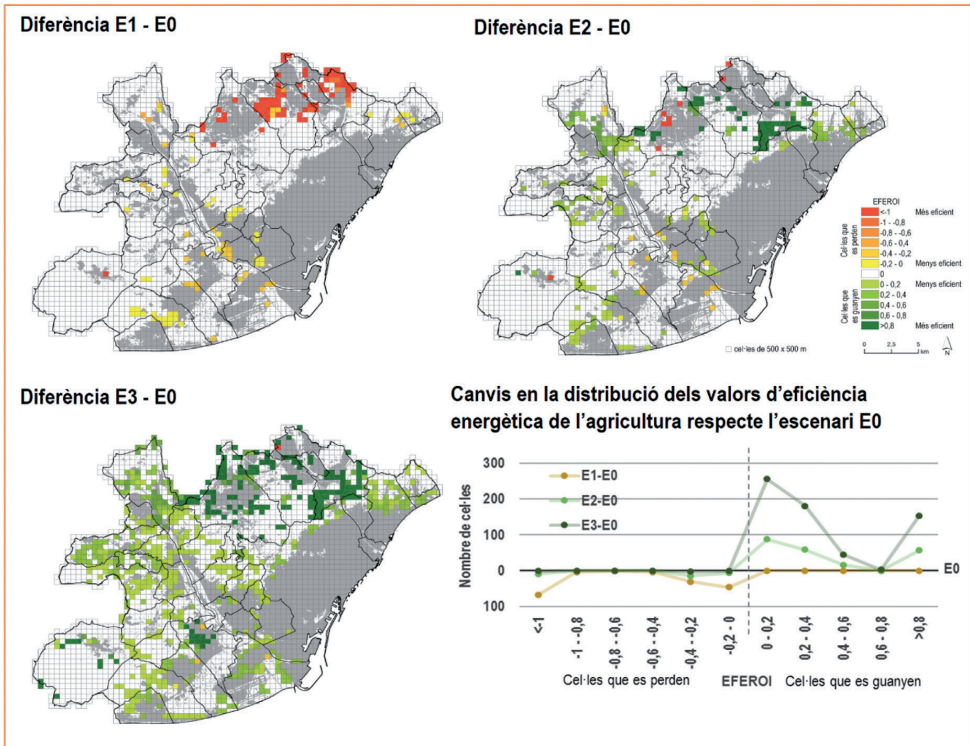 Diferència E1 - E0
Diferència E2 - E0
EFEROI
Cel·les que es perden
<-1 Més eficient
-1 - -0,8
-0,8 - -0,6
-0,6 - 0,4
-0,4 - -0,2
-0,2 - 0 Menys eficient
0
Cel·les que es guanyen
0 - 0,2 Menys eficient
0,2 - 0,4
0,4 - 0,6
0,6 - 0,8
>0,8 Més eficient
cel·les de 500 x 500 m
0 2,5 5
km
N
Diferència E3 - E0
Canvis en la distribució dels valors d’eficiència
energètica de l’agricultura respecte l’escenari E0
Nombre de cel·les
300
200
100
0
100
E1-E0
E2-E0
E3-E0
E0
<-1
-1 - -0,8
-0,8 - -0,6
-0,6 - -0,4
-0,4 - -0,2
-0,2 - 0
0 - 0,2
0,2 - 0,4
0,4 - 0,6
0,6 - 0,8
>0,8
Cel·les que es perden EFEROI Cel·les que es guanyen